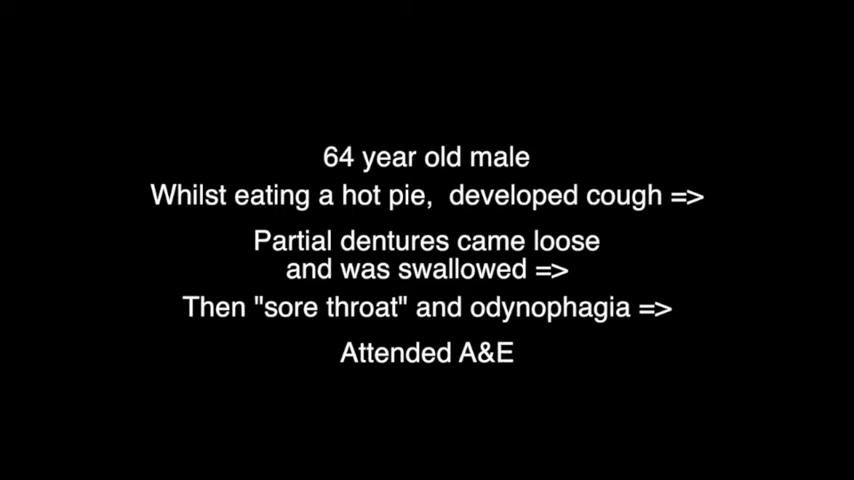 64 year old male
Whilst eating a hot pie,  developed cough =>
Partial dentures came loose
and was swallowed =>
Then "sore throat" and odynophagia =>
Attended A&E